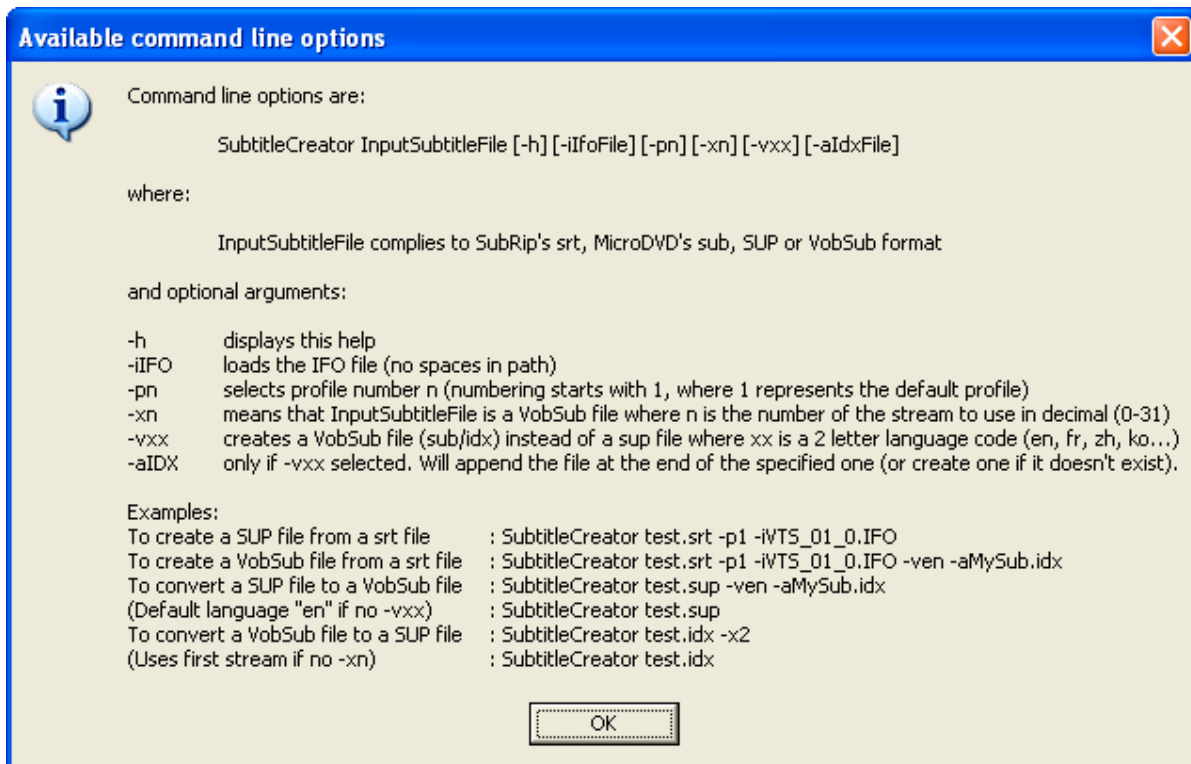 Available command line options
Command line options are:
SubtitleCreator InputSubtitleFile [-h] [-iIfoFile] [-pn] [-xn] [-vxx] [-aIdxFile]
where:
InputSubtitleFile complies to SubRip's srt, MicroDVD's sub, SUP or VobSub format
and optional arguments:
-h displays this help
-iIFO loads the IFO file (no spaces in path)
-pn selects profile number n (numbering starts with 1, where 1 represents the default profile)
-xn means that InputSubtitleFile is a VobSub file where n is the number of the stream to use in decimal (0-31)
-vxx creates a VobSub file (sub/idx) instead of a sup file where xx is a 2 letter language code (en, fr, zh, ko...)
-aIDX only if -vxx selected. Will append the file at the end of the specified one (or create one if it doesn't exist).
Examples:
To create a SUP file from a srt file : SubtitleCreator test.srt -p1 -iVTS_01_0.IFO
To create a VobSub file from a srt file : SubtitleCreator test.srt -p1 -iVTS_01_0.IFO -ven -aMySub.idx
To convert a SUP file to a VobSub file : SubtitleCreator test.sup -ven -aMySub.idx
(Default language "en" if no -vxx) : SubtitleCreator test.sup
To convert a VobSub file to a SUP file : SubtitleCreator test.idx -x2
(Uses first stream if no -xn) : SubtitleCreator test.idx
OK